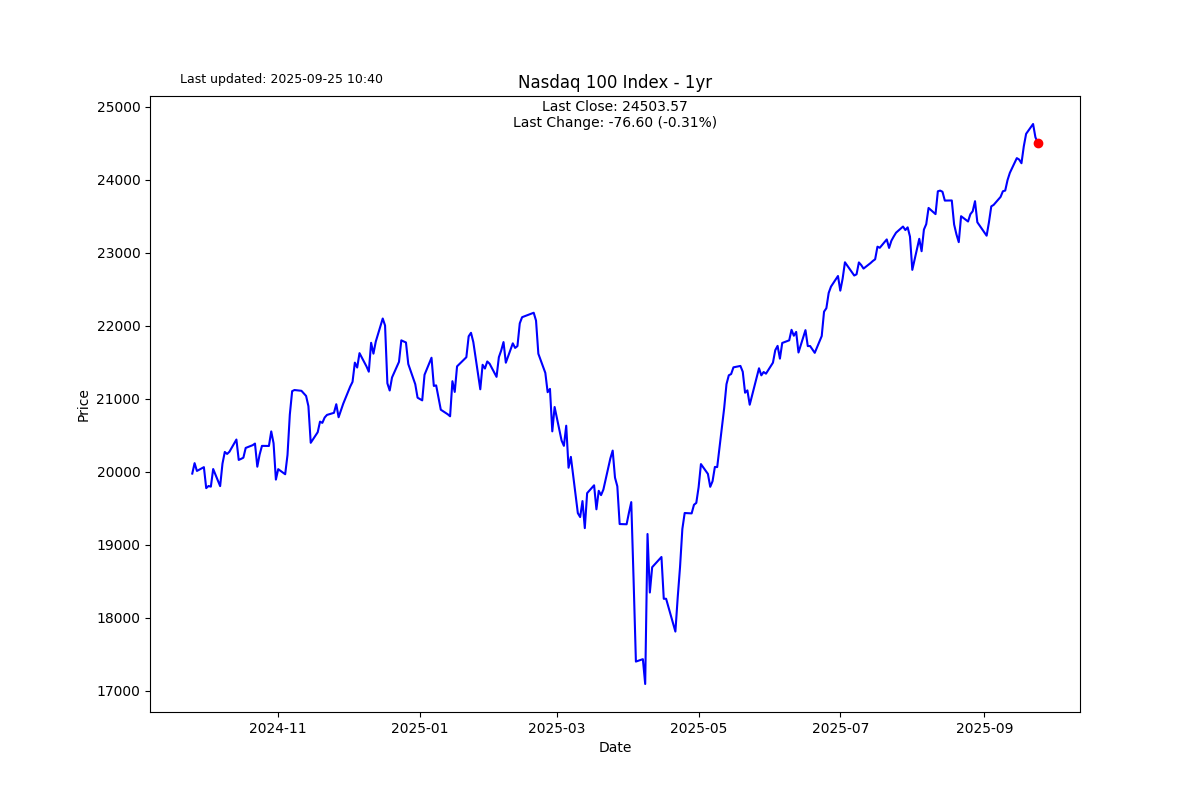 Last updated: 2025-09-25 10:40
Nasdaq 100 Index - 1yr
Last Close: 24503.57
Last Change: -76.60 (-0.31%)
25000
24000
23000
22000
21000
20000
19000
18000
17000
Price
2024-11
2025-01
2025-03
2025-05
2025-07
2025-09
Date